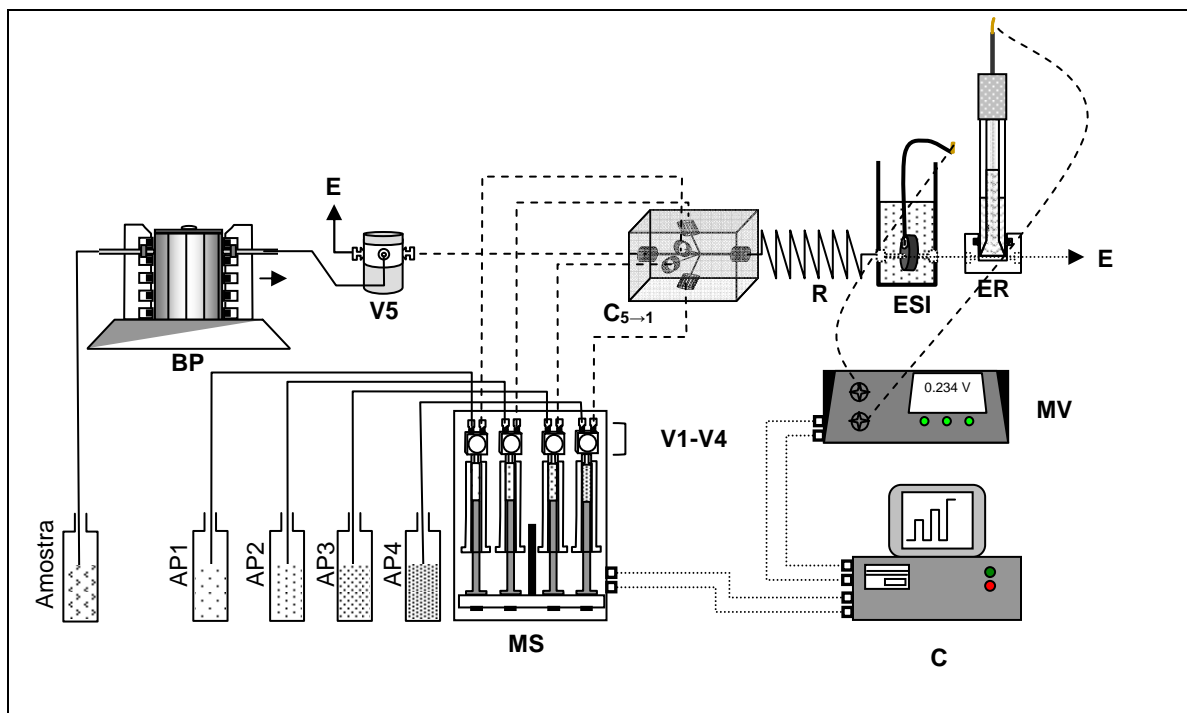 E
V5
BP
C5→1
R
ESI
ER
E
0.234 V
MV
V1-V4
Amostra
AP1
AP2
AP3
AP4
MS
C